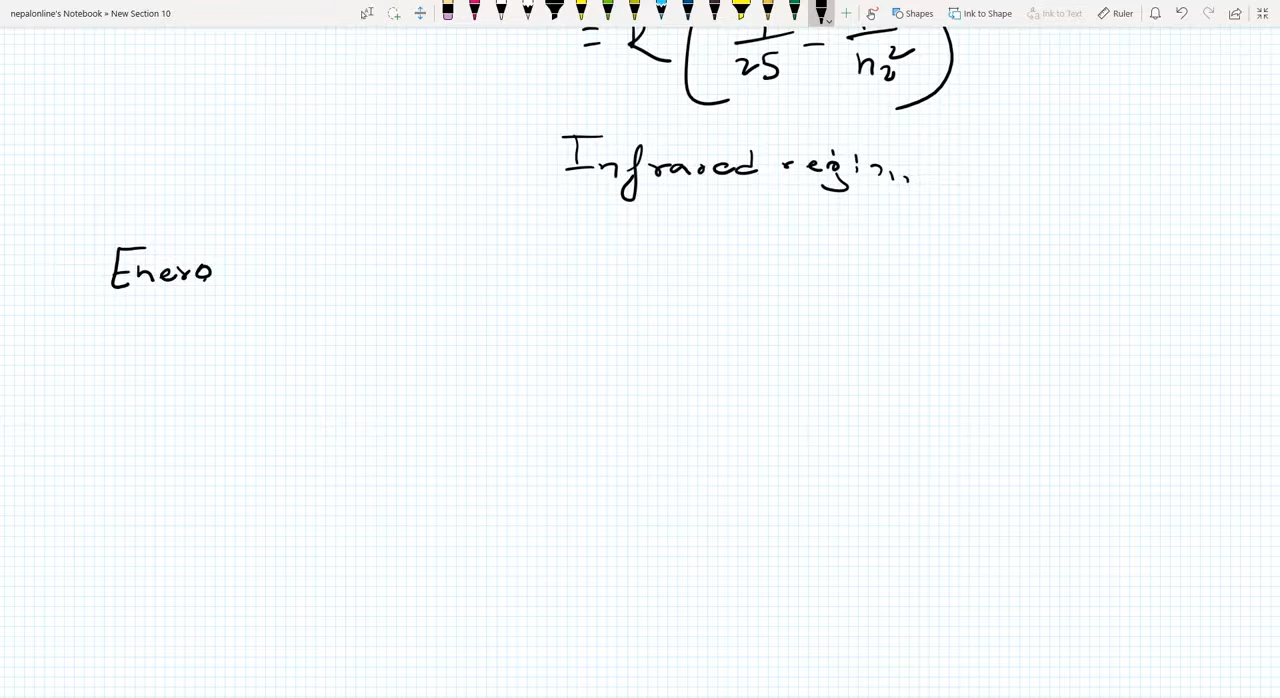 nepalonline's Notebook » New Section 10
Shapes Ink to Shape Ink to Text Ruler
= R ( 1/25 - 1/n₂² )
Infrared region.
Energ